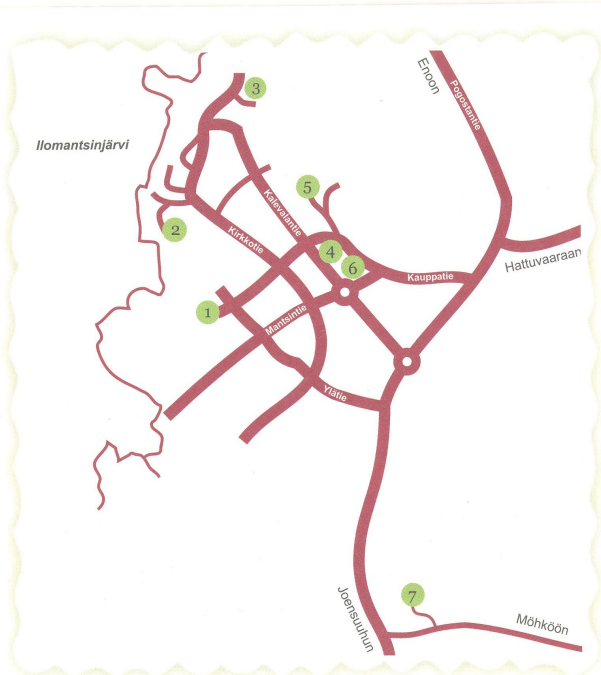 Enoon
Pogostantie
3
Ilomantsinjärvi
5
Kalevalantie
2
Kirkkotie
4
Hattuvaaraan
6
Kauppatie
1
Mantsintie
Ylätie
Joensuuhun
7
Möhköön